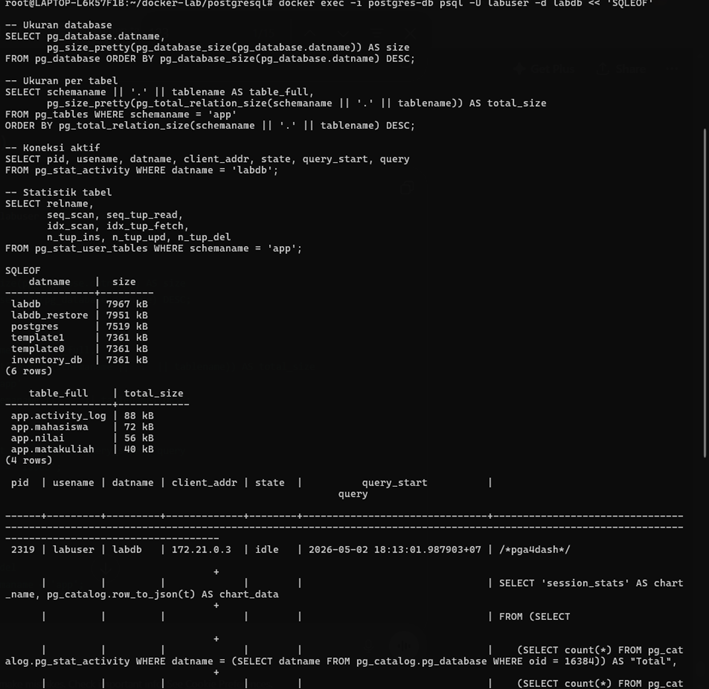 root@LAPTOP-L6R57F1B:~/docker-lab/postgresql# docker exec -i postgres-db psql -U labuser -d labdb << 'SQLEOF'
-- Ukuran database
SELECT pg_database.datname,
       pg_size_pretty(pg_database_size(pg_database.datname)) AS size
FROM pg_database ORDER BY pg_database_size(pg_database.datname) DESC;
-- Ukuran per tabel
SELECT schemaname || '.' || tablename AS table_full,
       pg_size_pretty(pg_total_relation_size(schemaname || '.' || tablename)) AS total_size
FROM pg_tables WHERE schemaname = 'app'
ORDER BY pg_total_relation_size(schemaname || '.' || tablename) DESC;
-- Koneksi aktif
SELECT pid, usename, datname, client_addr, state, query_start, query
FROM pg_stat_activity WHERE datname = 'labdb';
-- Statistik tabel
SELECT relname,
       seq_scan, seq_tup_read,
       idx_scan, idx_tup_fetch,
       n_tup_ins, n_tup_upd, n_tup_del
FROM pg_stat_user_tables WHERE schemaname = 'app';
SQLEOF
    datname    |  size
---------------+---------
 labdb         | 7967 kB
 labdb_restore | 7951 kB
 postgres      | 7519 kB
 template1     | 7361 kB
 template0     | 7361 kB
 inventory_db  | 7361 kB
(6 rows)
    table_full    | total_size
------------------+------------
 app.activity_log | 88 kB
 app.mahasiswa    | 72 kB
 app.nilai        | 56 kB
 app.matakuliah   | 40 kB
(4 rows)
 pid  | usename | datname | client_addr | state |          query_start          |
                                                 query
------+---------+---------+-------------+-------+-------------------------------+-------------------------------
----------------------------------------------------------------------------------------------------------------
-----------------------------------
 2319 | labuser | labdb   | 172.21.0.3  | idle  | 2026-05-02 18:13:01.987903+07 | /*pga4dash*/
                                   +
      |         |         |             |       |                               | SELECT 'session_stats' AS chart
_name, pg_catalog.row_to_json(t) AS chart_data
                                   +
      |         |         |             |       |                               | FROM (SELECT
                                   +
      |         |         |             |       |                               |    (SELECT count(*) FROM pg_cat
alog.pg_stat_activity WHERE datname = (SELECT datname FROM pg_catalog.pg_database WHERE oid = 16384)) AS "Total",
                                   +
      |         |         |             |       |                               |    (SELECT count(*) FROM pg_cat